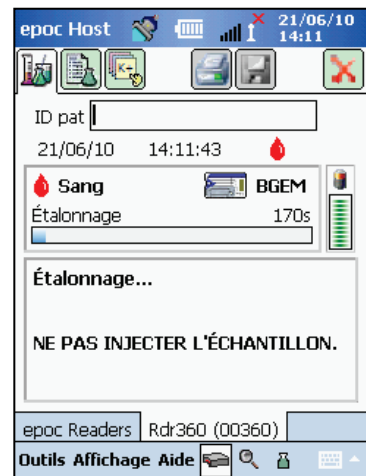 epoc Host 21/06/10 14:11
K+
ID pat
21/06/10 14:11:43
Sang BGEM
Étalonnage 170s
Étalonnage...
NE PAS INJECTER L'ÉCHANTILLON.
epoc Readers Rdr360 (00360)
Outils Affichage Aide